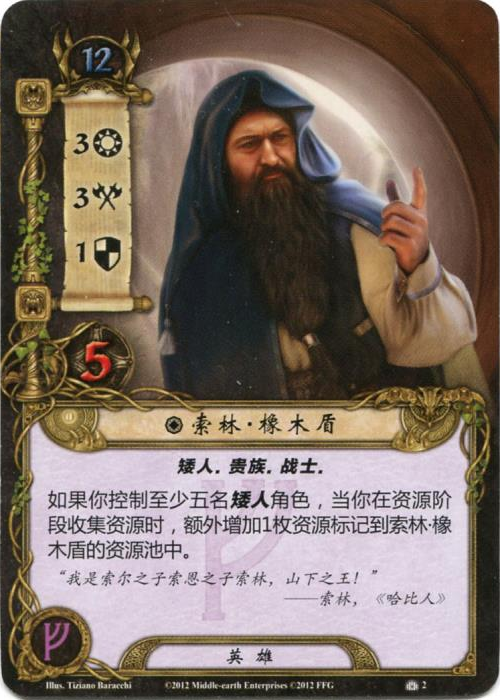 12
3
3
1
5
索林·橡木盾
矮人. 贵族. 战士.
如果你控制至少五名矮人角色，当你在资源阶
段收集资源时，额外增加1枚资源标记到索林·橡
木盾的资源池中。
“我是索尔之子索恩之子索林，山下之王！”
——索林，《哈比人》
英雄
Illus. Tiziano Baracchi ©2012 Middle-earth Enterprises ©2012 FFG 2